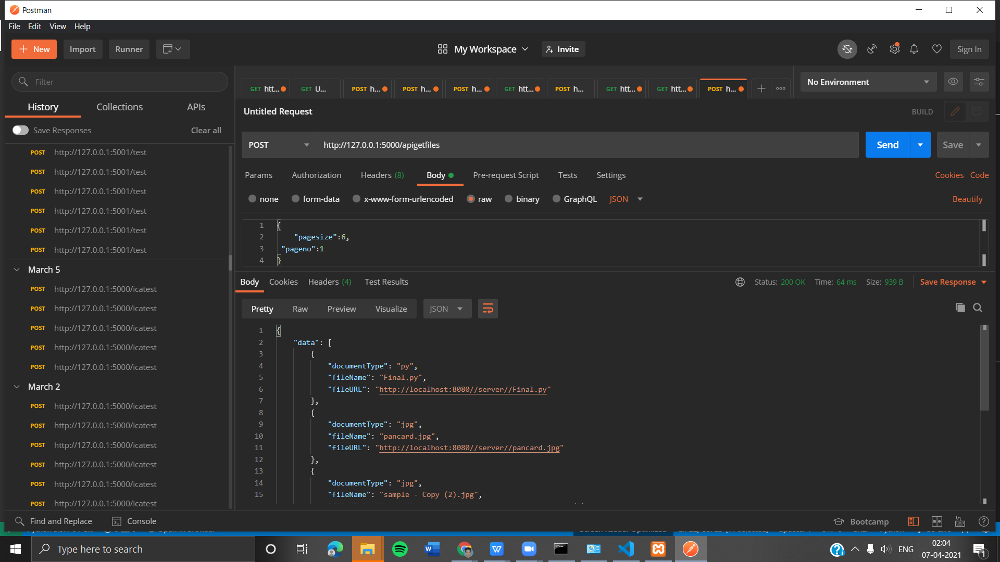 Postman
File Edit View Help
New Import Runner My Workspace Invite Sign In
Filter
GET htt... GET U... POST h... POST h... POST h... GET htt... POST h... GET htt... GET htt... POST h... No Environment
History Collections APIs
Untitled Request BUILD
Save Responses Clear all
POST http://127.0.0.1:5000/apigetfiles Send Save
Params Authorization Headers (8) Body Pre-request Script Tests Settings Cookies Code
none form-data x-www-form-urlencoded raw binary GraphQL JSON Beautify
1 {
2 "pagesize":6,
3 "pageno":1
4 }
POST http://127.0.0.1:5001/test
POST http://127.0.0.1:5001/test
POST http://127.0.0.1:5001/test
POST http://127.0.0.1:5001/test
POST http://127.0.0.1:5001/test
POST http://127.0.0.1:5001/test
March 5
POST http://127.0.0.1:5000/icatest
POST http://127.0.0.1:5000/icatest
POST http://127.0.0.1:5000/icatest
POST http://127.0.0.1:5000/icatest
POST http://127.0.0.1:5000/icatest
March 2
POST http://127.0.0.1:5000/icatest
POST http://127.0.0.1:5000/icatest
POST http://127.0.0.1:5000/icatest
POST http://127.0.0.1:5000/icatest
POST http://127.0.0.1:5000/icatest
POST http://127.0.0.1:5000/icatest
Body Cookies Headers (4) Test Results Status: 200 OK Time: 64 ms Size: 939 B Save Response
Pretty Raw Preview Visualize JSON
1 {
2 "data": [
3 {
4 "documentType": "py",
5 "fileName": "Final.py",
6 "fileURL": "http://localhost:8080//server//Final.py"
7 },
8 {
9 "documentType": "jpg",
10 "fileName": "pancard.jpg",
11 "fileURL": "http://localhost:8080//server//pancard.jpg"
12 },
13 {
14 "documentType": "jpg",
15 "fileName": "sample - Copy (2).jpg",
Find and Replace Console Bootcamp
Type here to search ENG 02:04
07-04-2021
1